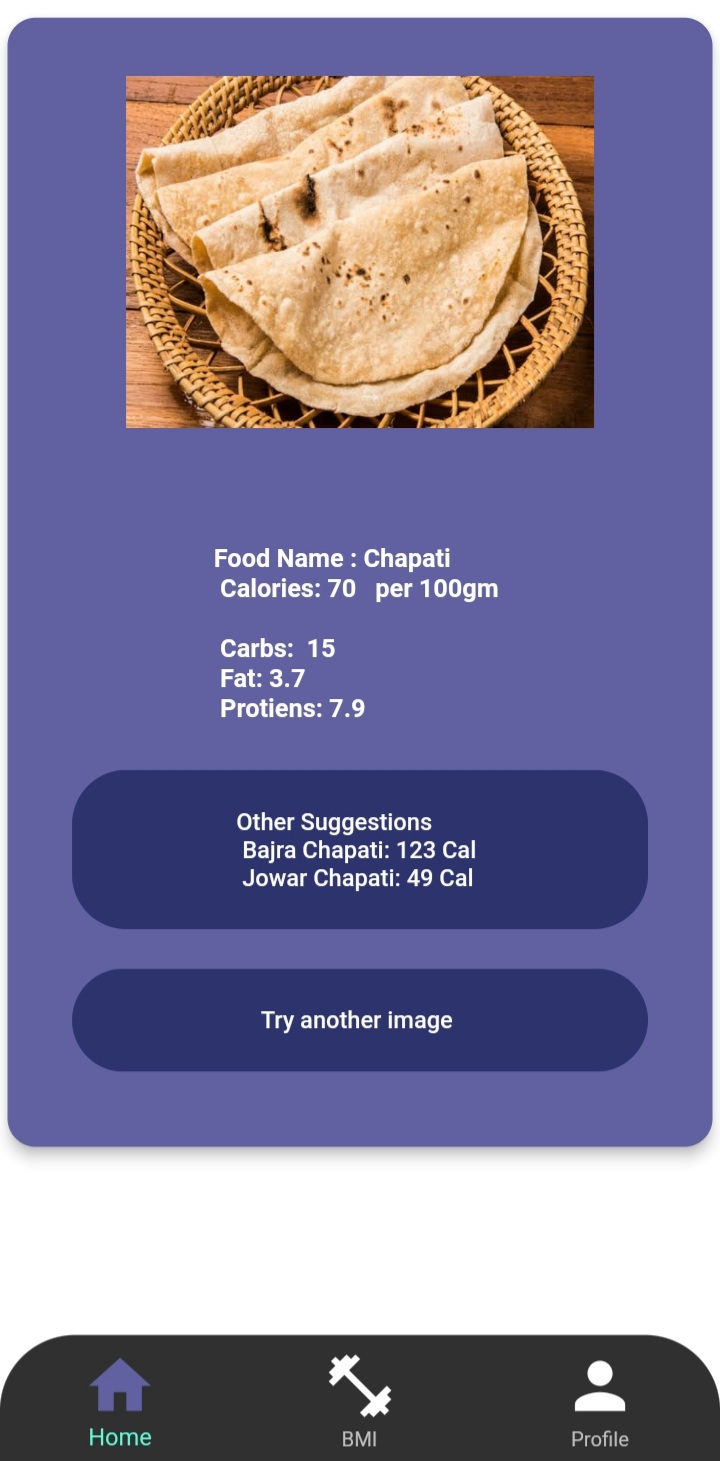 Food Name : Chapati
Calories: 70 per 100gm
Carbs: 15
Fat: 3.7
Protiens: 7.9
Other Suggestions
Bajra Chapati: 123 Cal
Jowar Chapati: 49 Cal
Try another image
Home BMI Profile